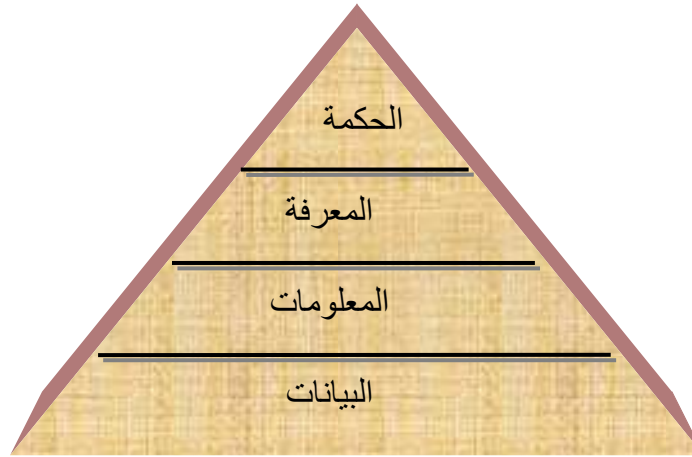 الحكمة
المعرفة
المعلومات
البيانات